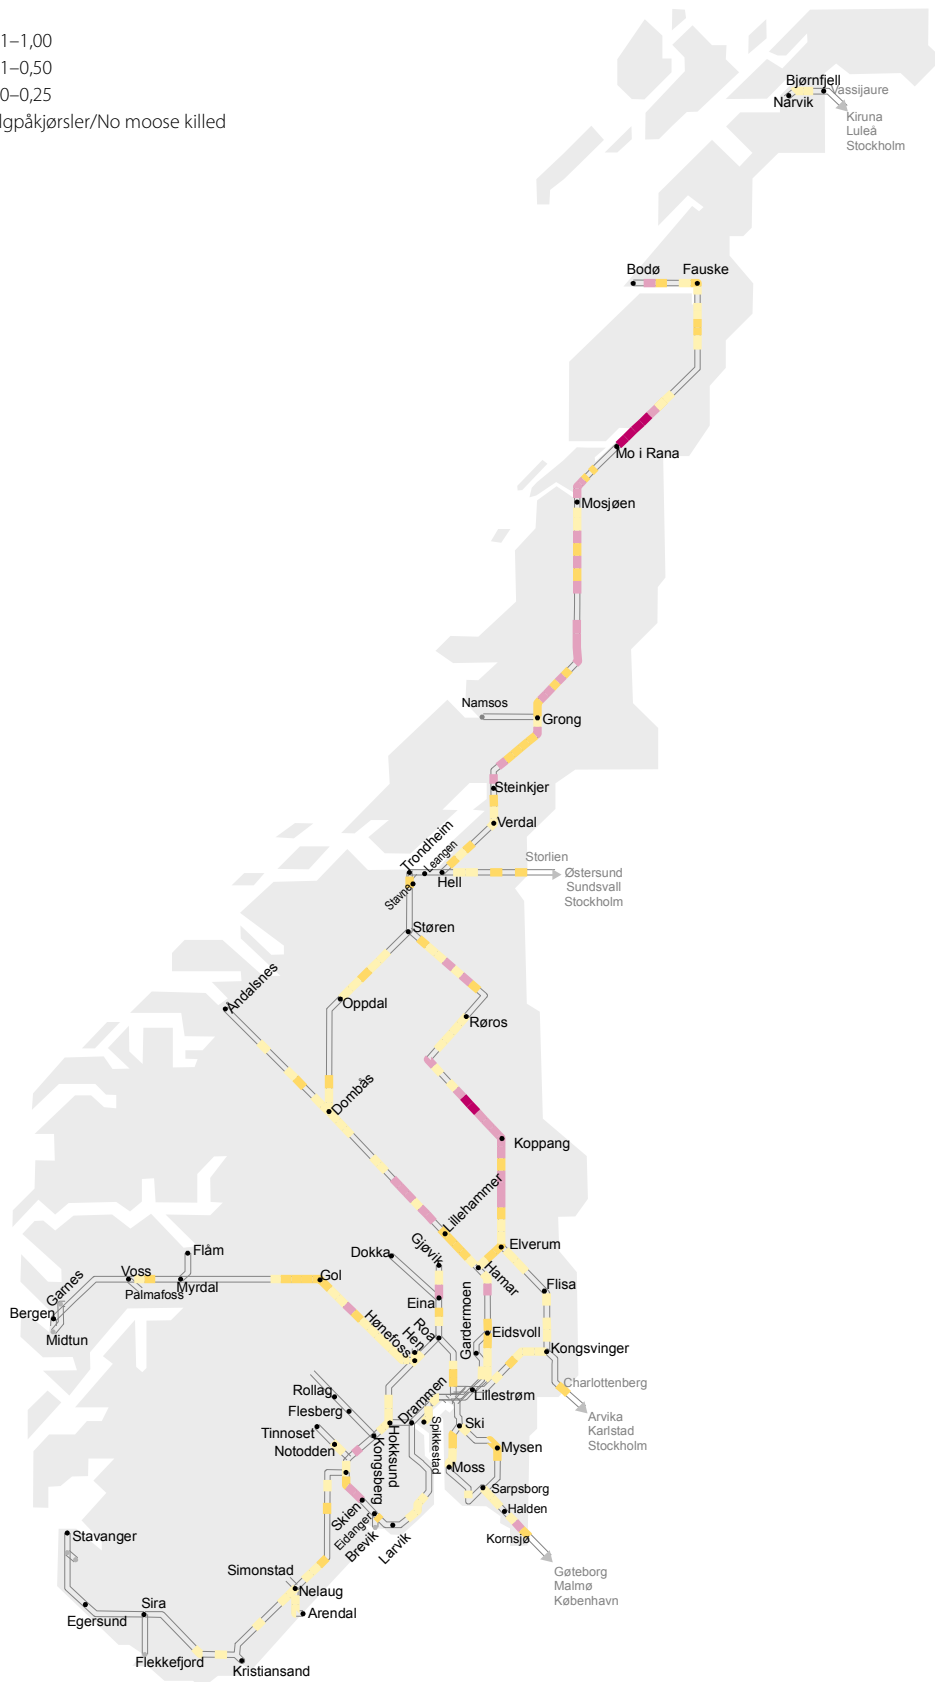 1–1,00
1–0,50
0–0,25
lgpåkjørsler/No moose killed
Bjørnfjell
Vassijaure
Narvik
Kiruna
Luleå
Stockholm
Bodø
Fauske
Mo i Rana
Mosjøen
Namsos
Grong
Steinkjer
Verdal
Trondheim
Leangen
Stavne
Hell
Storlien
Østersund
Sundsvall
Stockholm
Støren
Åndalsnes
Oppdal
Røros
Dombås
Koppang
Lillehammer
Elverum
Gjøvik
Dokka
Hamar
Flåm
Voss
Myrdal
Palmafoss
Gol
Garnes
Bergen
Midtun
Eina
Flisa
Gardermoen
Eidsvoll
Roa
Hen
Hønefoss
Kongsvinger
Charlottenberg
Arvika
Karlstad
Stockholm
Lillestrøm
Drammen
Rollag
Flesberg
Tinnoset
Notodden
Kongsberg
Hokksund
Spikkestad
Ski
Mysen
Moss
Sarpsborg
Halden
Kornsjø
Gøteborg
Malmø
København
Skien
Eidanger
Brevik
Larvik
Stavanger
Simonstad
Nelaug
Arendal
Sira
Egersund
Flekkefjord
Kristiansand